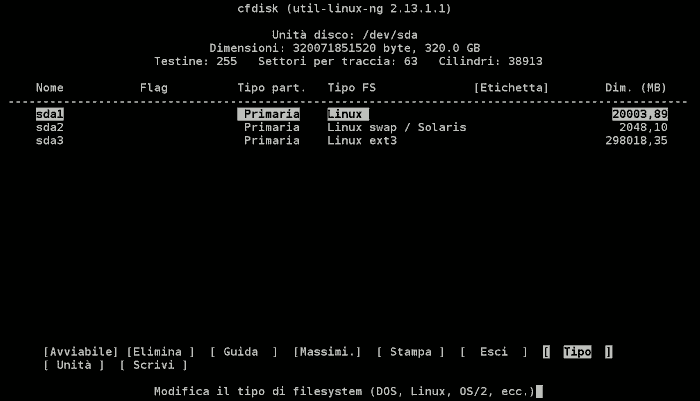 cfdisk (util-linux-ng 2.13.1.1)
Unità disco: /dev/sda
Dimensioni: 320071851520 byte, 320.0 GB
Testine: 255 Settori per traccia: 63 Cilindri: 38913
Nome Flag Tipo part. Tipo FS [Etichetta] Dim. (MB)
sda1 Primaria Linux 20003,89
sda2 Primaria Linux swap / Solaris 2048,10
sda3 Primaria Linux ext3 298018,35
[Avviabile] [Elimina ] [ Guida ] [Massimi.] [ Stampa ] [ Esci ] [ Tipo ]
[ Unità ] [ Scrivi ]
Modifica il tipo di filesystem (DOS, Linux, OS/2, ecc.)